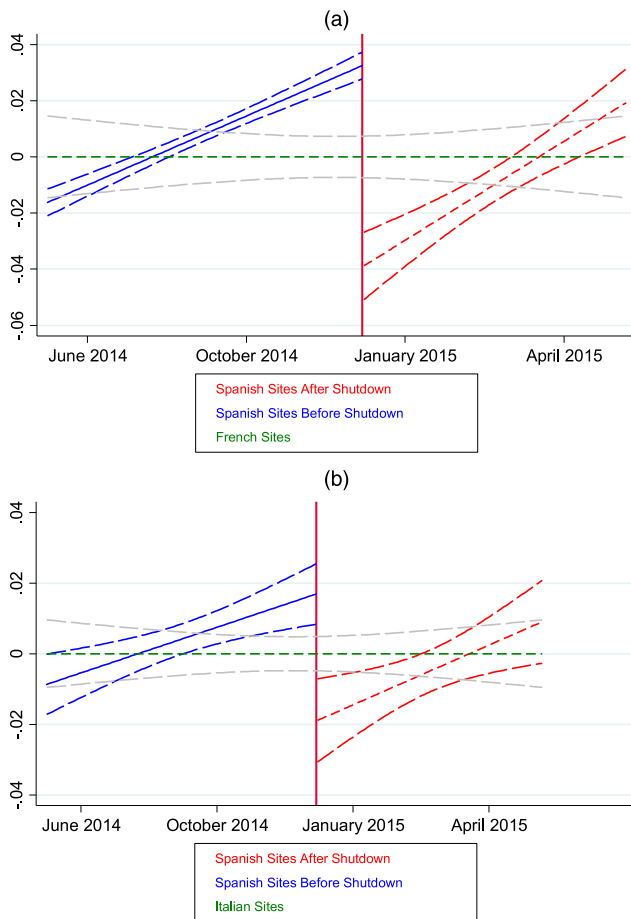 (a)
.04
.02
0
-.02
-.04
-.06
June 2014 October 2014 January 2015 April 2015
Spanish Sites After Shutdown
Spanish Sites Before Shutdown
French Sites
(b)
.04
.02
0
-.02
-.04
June 2014 October 2014 January 2015 April 2015
Spanish Sites After Shutdown
Spanish Sites Before Shutdown
Italian Sites